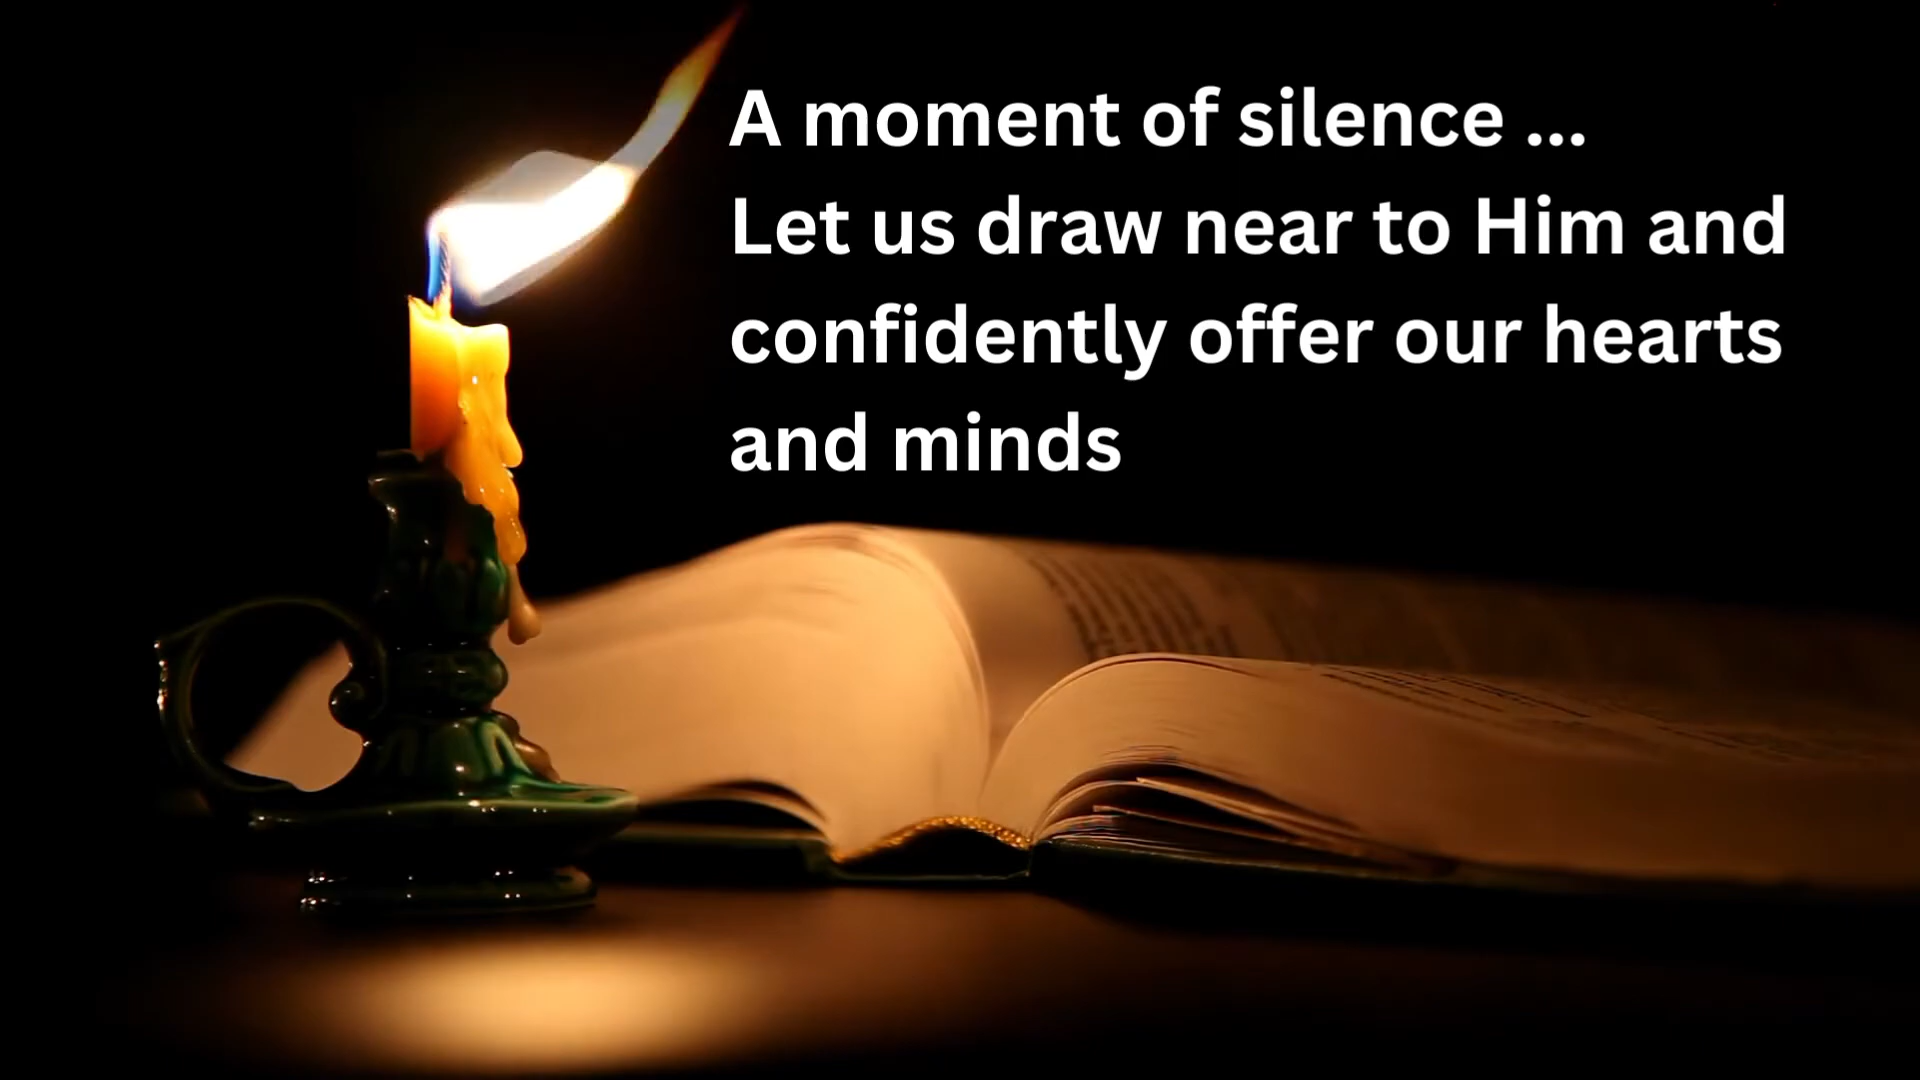 A moment of silence ...
Let us draw near to Him and
confidently offer our hearts
and minds